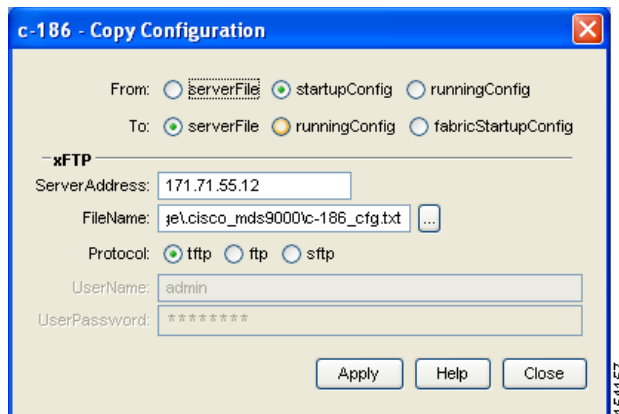 c-186 - Copy Configuration
From: serverFile startupConfig runningConfig
To: serverFile runningConfig fabricStartupConfig
xFTP
ServerAddress: 171.71.55.12
FileName: je\.cisco_mds9000\c-186_cfg.txt ...
Protocol: tftp ftp sftp
UserName: admin
UserPassword: ********
Apply Help Close
154157